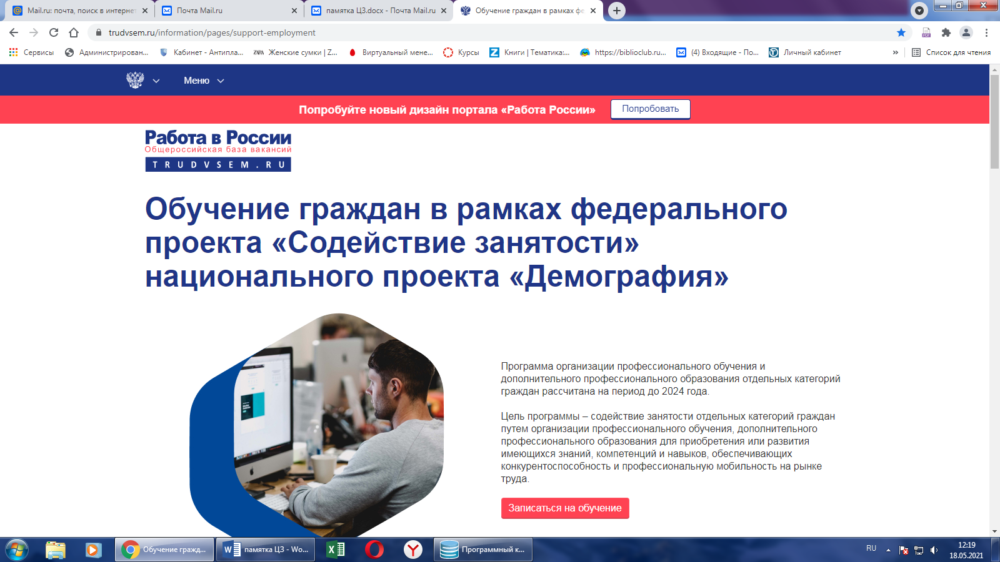 Mail.ru: почта, поиск в интернет
Почта Mail.ru
памятка ЦЗ.docx - Почта Mail.ru
Обучение граждан в рамках фе
trudvsem.ru/information/pages/support-employment
Сервисы
Администрирован...
Кабинет - Антипла...
ZARA
Женские сумки | Z...
Виртуальный мене...
Курсы
Книги | Тематика:...
https://biblioclub.ru...
(4) Входящие - По...
Личный кабинет
»
Список для чтения
Меню
Попробуйте новый дизайн портала «Работа России»
Попробовать
Работа в России
Общероссийская база вакансий
TRUDVSEM.RU
Обучение граждан в рамках федерального
проекта «Содействие занятости»
национального проекта «Демография»
Программа организации профессионального обучения и
дополнительного профессионального образования отдельных категорий
граждан рассчитана на период до 2024 года.
Цель программы – содействие занятости отдельных категорий граждан
путем организации профессионального обучения, дополнительного
профессионального образования для приобретения или развития
имеющихся знаний, компетенций и навыков, обеспечивающих
конкурентоспособность и профессиональную мобильность на рынке
труда.
Записаться на обучение
Обучение гражд...
памятка ЦЗ - Wo...
Программный к...
RU
12:19
18.05.2021